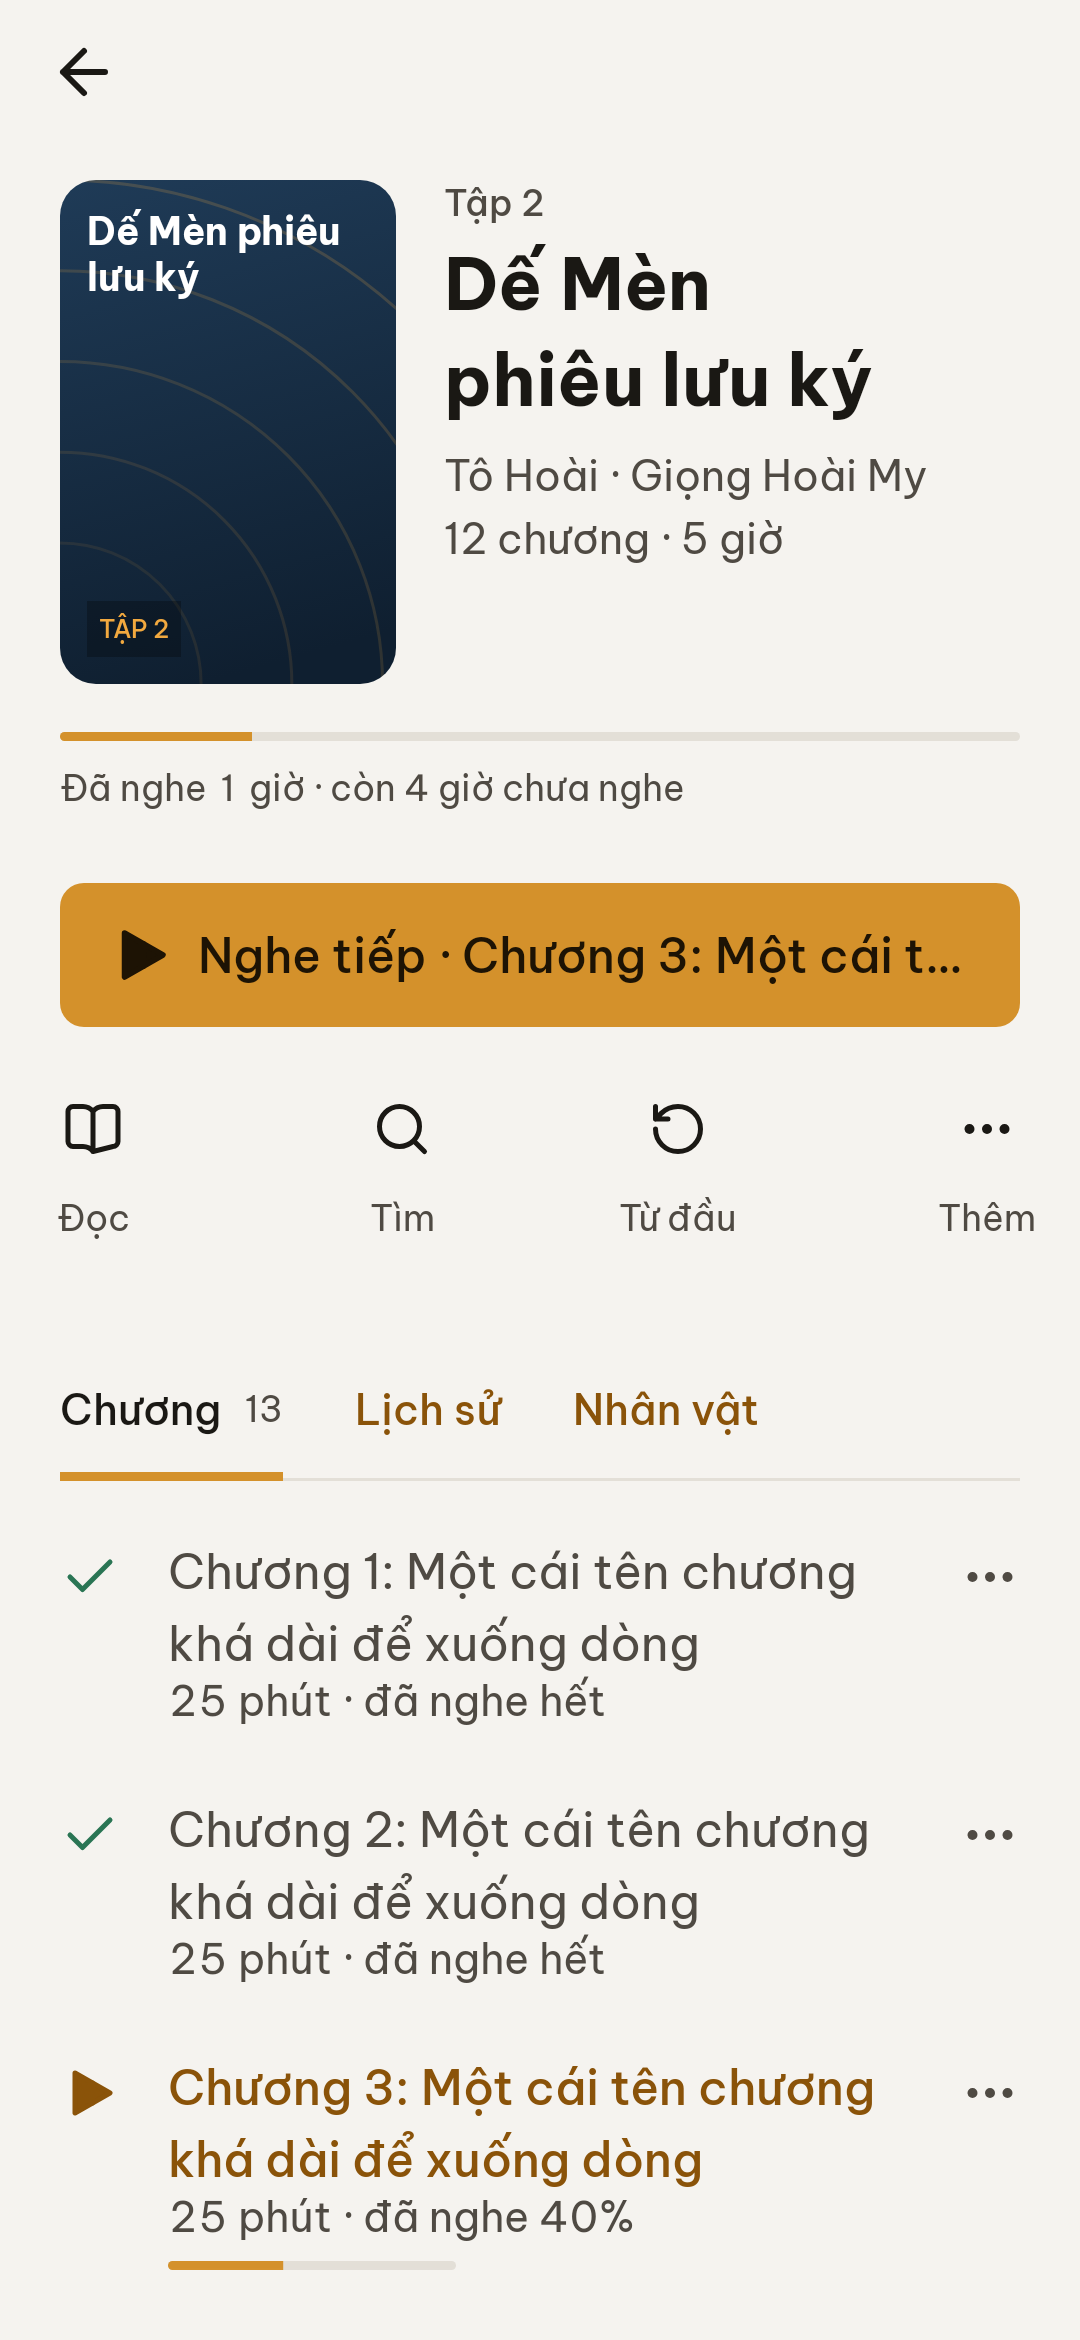 Dế Mèn phiêu
lưu ký
TẬP 2
Tập 2
Dế Mèn
phiêu lưu ký
Tô Hoài · Giọng Hoài My
12 chương · 5 giờ
Đã nghe 1 giờ · còn 4 giờ chưa nghe
Nghe tiếp · Chương 3: Một cái t...
Đọc
Tìm
Từ đầu
Thêm
Chương 13
Lịch sử
Nhân vật
Chương 1: Một cái tên chương
khá dài để xuống dòng
25 phút · đã nghe hết
Chương 2: Một cái tên chương
khá dài để xuống dòng
25 phút · đã nghe hết
Chương 3: Một cái tên chương
khá dài để xuống dòng
25 phút · đã nghe 40%